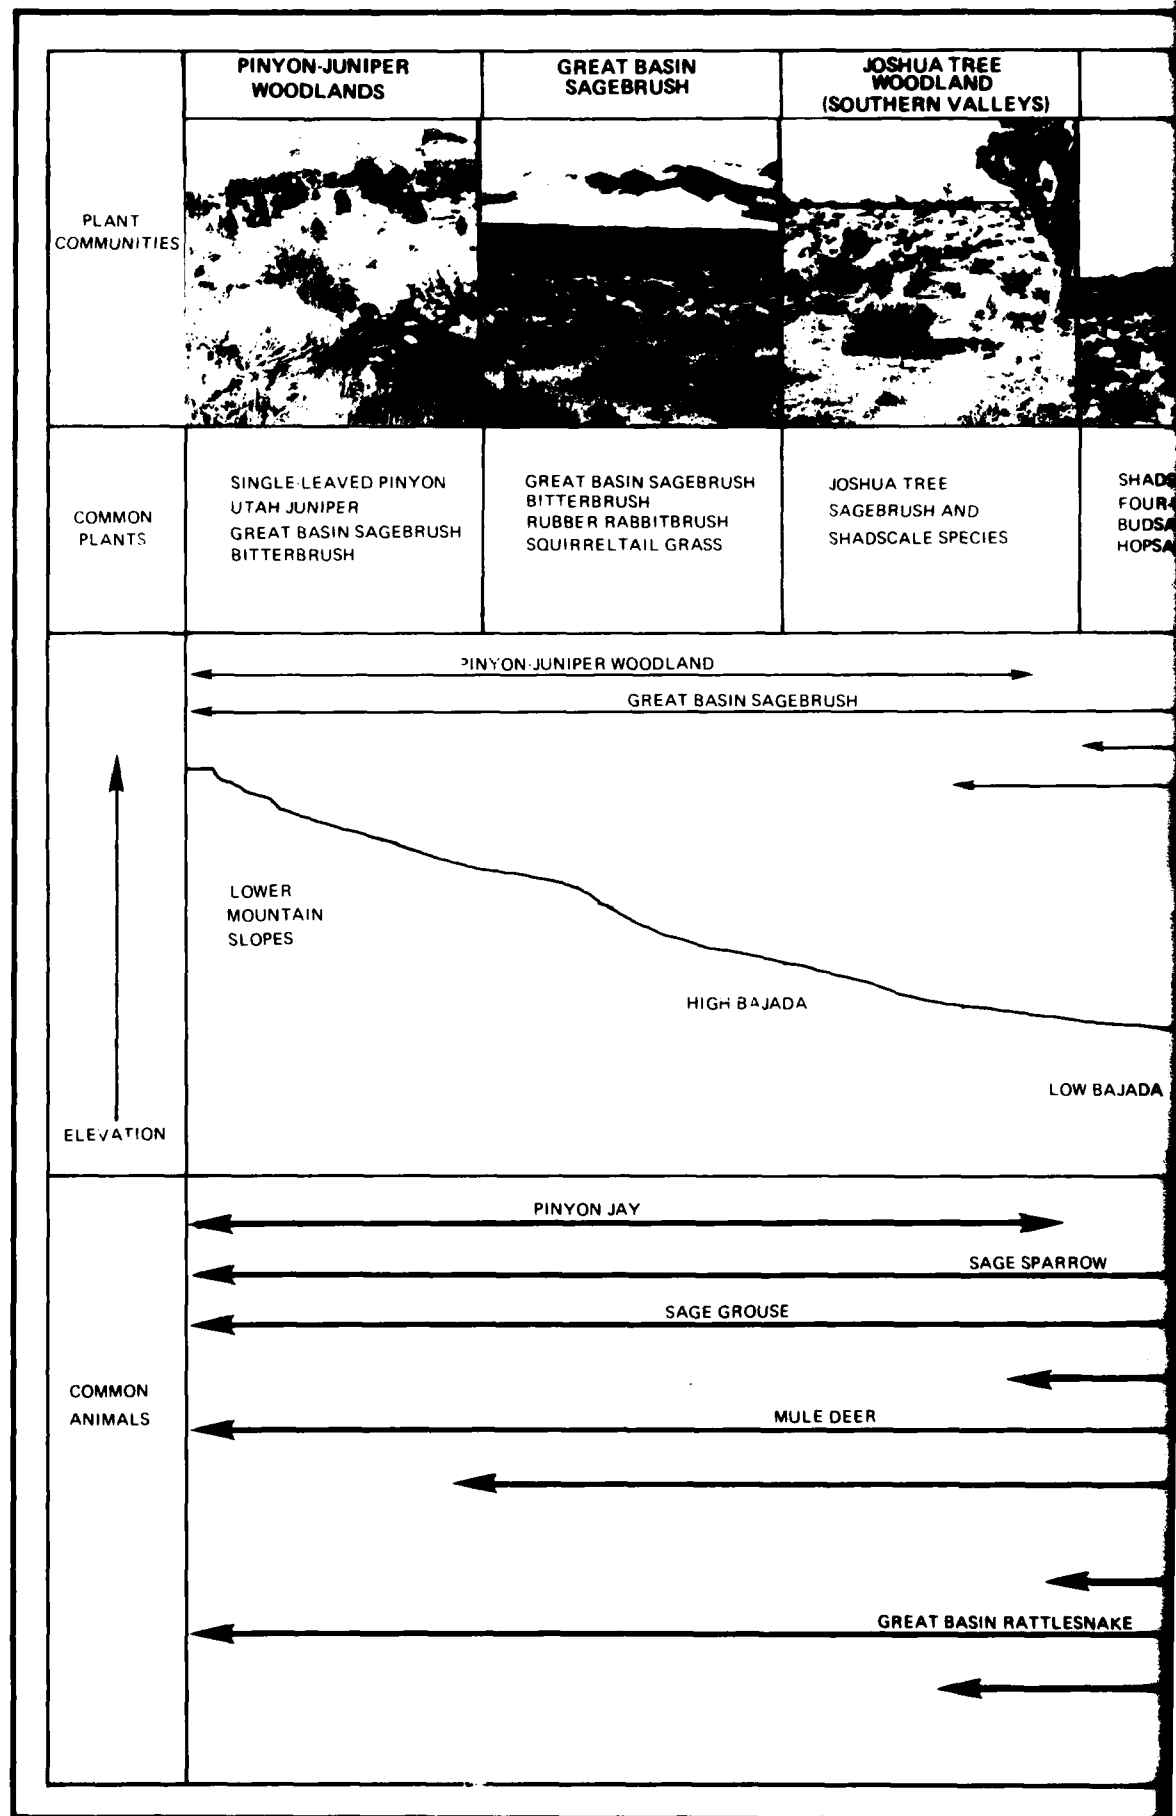 PINYON-JUNIPER
WOODLANDS
GREAT BASIN
SAGEBRUSH
JOSHUA TREE
WOODLAND
(SOUTHERN VALLEYS)
PLANT
COMMUNITIES
COMMON
PLANTS
SINGLE-LEAVED PINYON
UTAH JUNIPER
GREAT BASIN SAGEBRUSH
BITTERBRUSH
GREAT BASIN SAGEBRUSH
BITTERBRUSH
RUBBER RABBITBRUSH
SQUIRRELTAIL GRASS
JOSHUA TREE
SAGEBRUSH AND
SHADSCALE SPECIES
PINYON-JUNIPER WOODLAND
GREAT BASIN SAGEBRUSH
LOWER
MOUNTAIN
SLOPES
HIGH BAJADA
LOW BAJADA
ELEVATION
PINYON JAY
SAGE SPARROW
SAGE GROUSE
COMMON
ANIMALS
MULE DEER
GREAT BASIN RATTLESNAKE